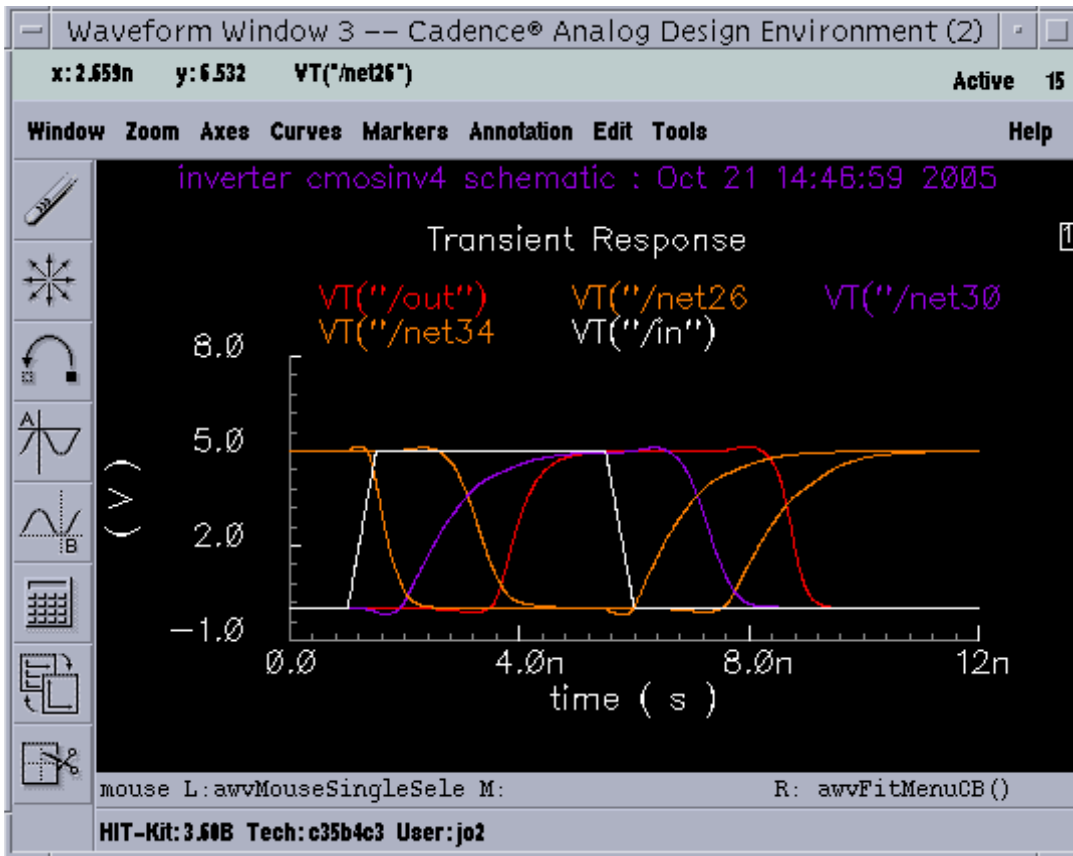 Waveform Window 3 -- Cadence® Analog Design Environment (2)
x:2.659n y:6.532 VT("/net26") Active 15
Window Zoom Axes Curves Markers Annotation Edit Tools Help
inverter cmosinv4 schematic : Oct 21 14:46:59 2005
Transient Response 1
VT("/out") VT("/net26 VT("/net30
VT("/net34 VT("/in")
8.0
5.0
2.0
-1.0
(V)
0.0 4.0n 8.0n 12n
time ( s )
A
B
mouse L:awvMouseSingleSele M: R: awvFitMenuCB()
HIT-Kit:3.60B Tech:c35b4c3 User:jo2